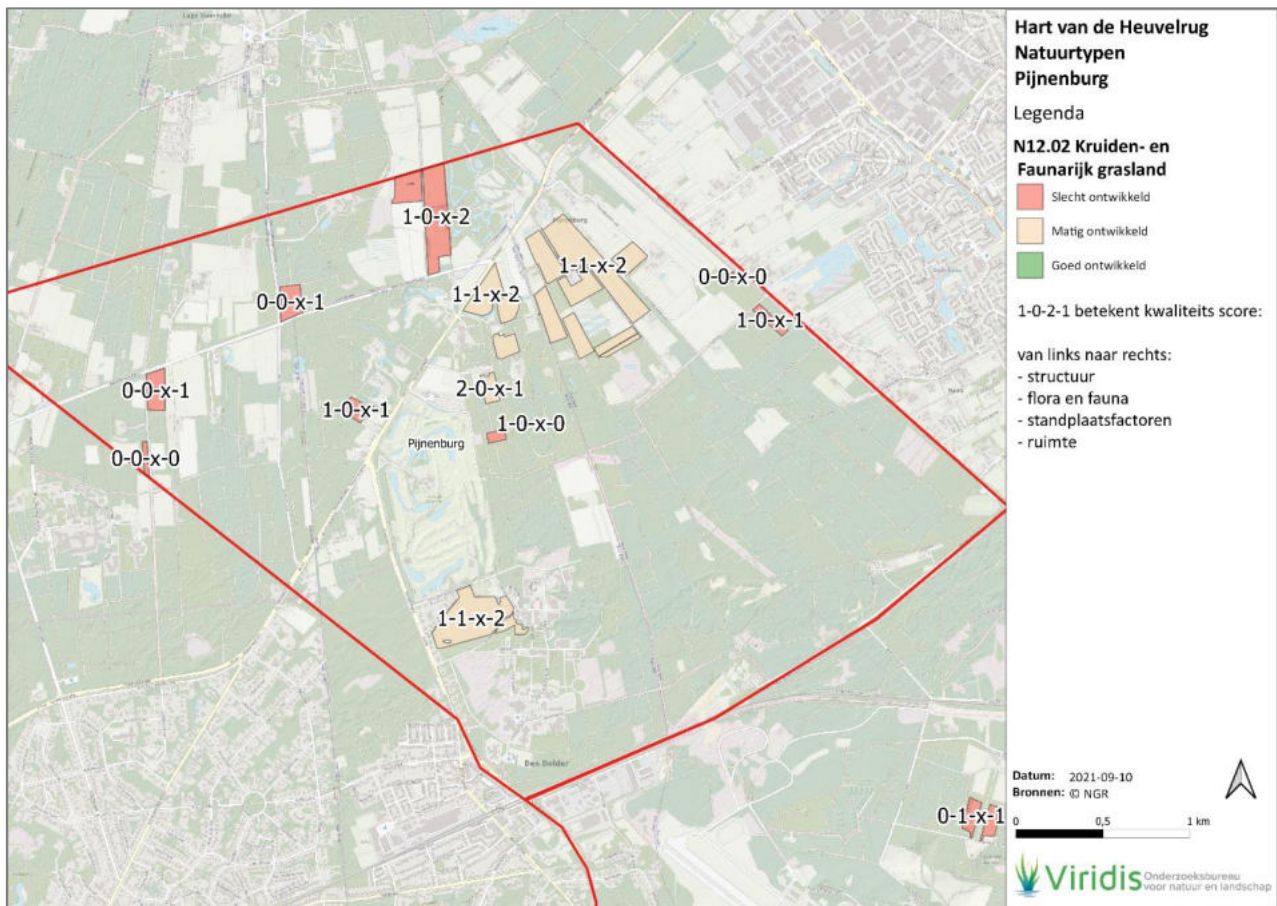 Hart van de Heuvelrug
Natuurtypen
Pijnenburg
Legenda
N12.02 Kruiden- en
Faunarijk grasland
Slecht ontwikkeld
Matig ontwikkeld
Goed ontwikkeld
1-0-2-1 betekent kwaliteits score:
van links naar rechts:
- structuur
- flora en fauna
- standplaatsfactoren
- ruimte
1-0-x-2
1-1-x-2
0-0-x-0
0-0-x-1
1-1-x-2
1-0-x-1
0-0-x-1
2-0-x-1
1-0-x-1
1-0-x-0
Pijnenburg
0-0-x-0
1-1-x-2
Den Dolder
0-1-x-1
Datum: 2021-09-10
Bronnen: © NGR
0 0,5 1 km
Viridis Onderzoeksbureau
voor natuur en landschap